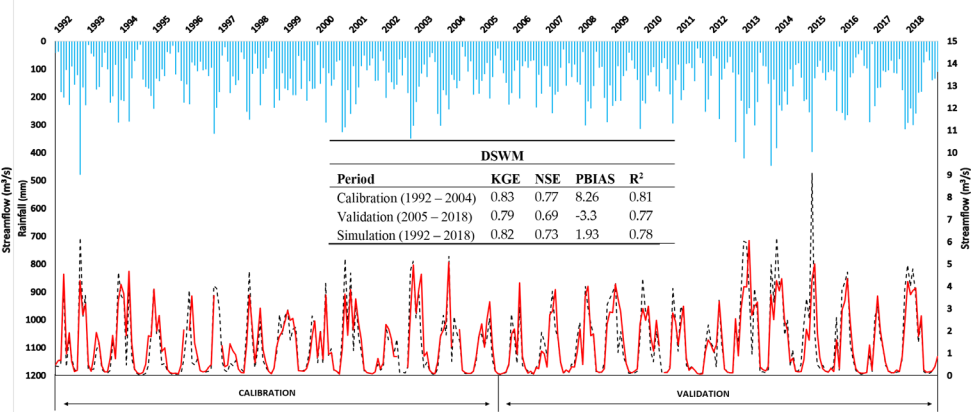 1992 1993 1994 1995 1996 1997 1998 1999 2000 2001 2002 2003 2004 2005 2006 2007 2008 2009 2010 2011 2012 2013 2014 2015 2016 2017 2018
0 15
100 14
200 13
300 12
400 11
500 10
600 9
700 8
800 7
900 6
1000 5
1100 4
1200 3
2
1
0
Streamflow (m³/s)
Rainfall (mm)
Streamflow (m³/s)
DSWM
Period KGE NSE PBIAS R²
Calibration (1992 – 2004) 0.83 0.77 8.26 0.81
Validation (2005 – 2018) 0.79 0.69 -3.3 0.77
Simulation (1992 – 2018) 0.82 0.73 1.93 0.78
CALIBRATION VALIDATION